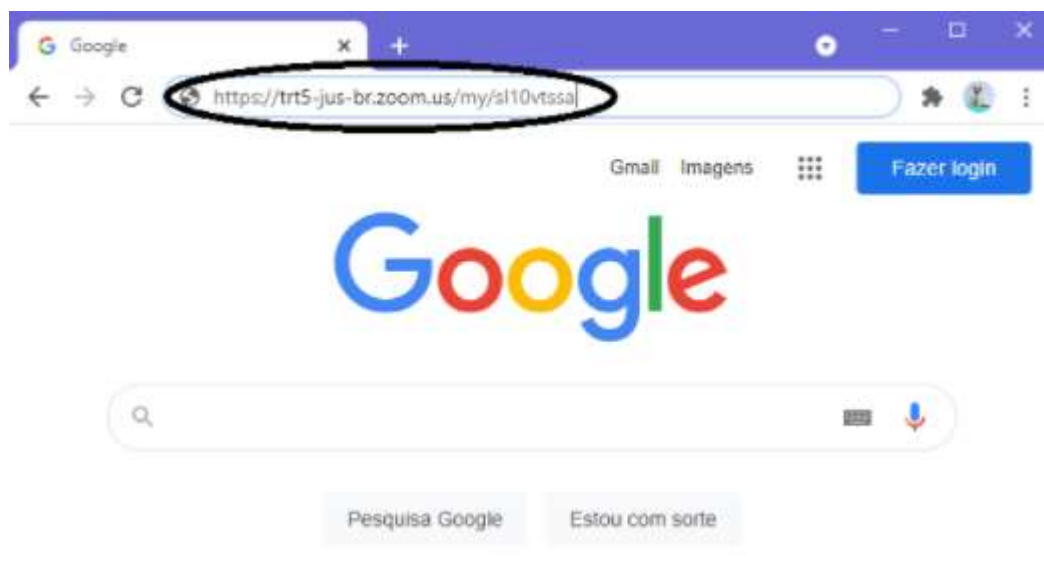 Google
https://trt5-jus-br.zoom.us/my/sl10vtssa
Gmail Imagens Fazer login
Google
Pesquisa Google Estou com sorte